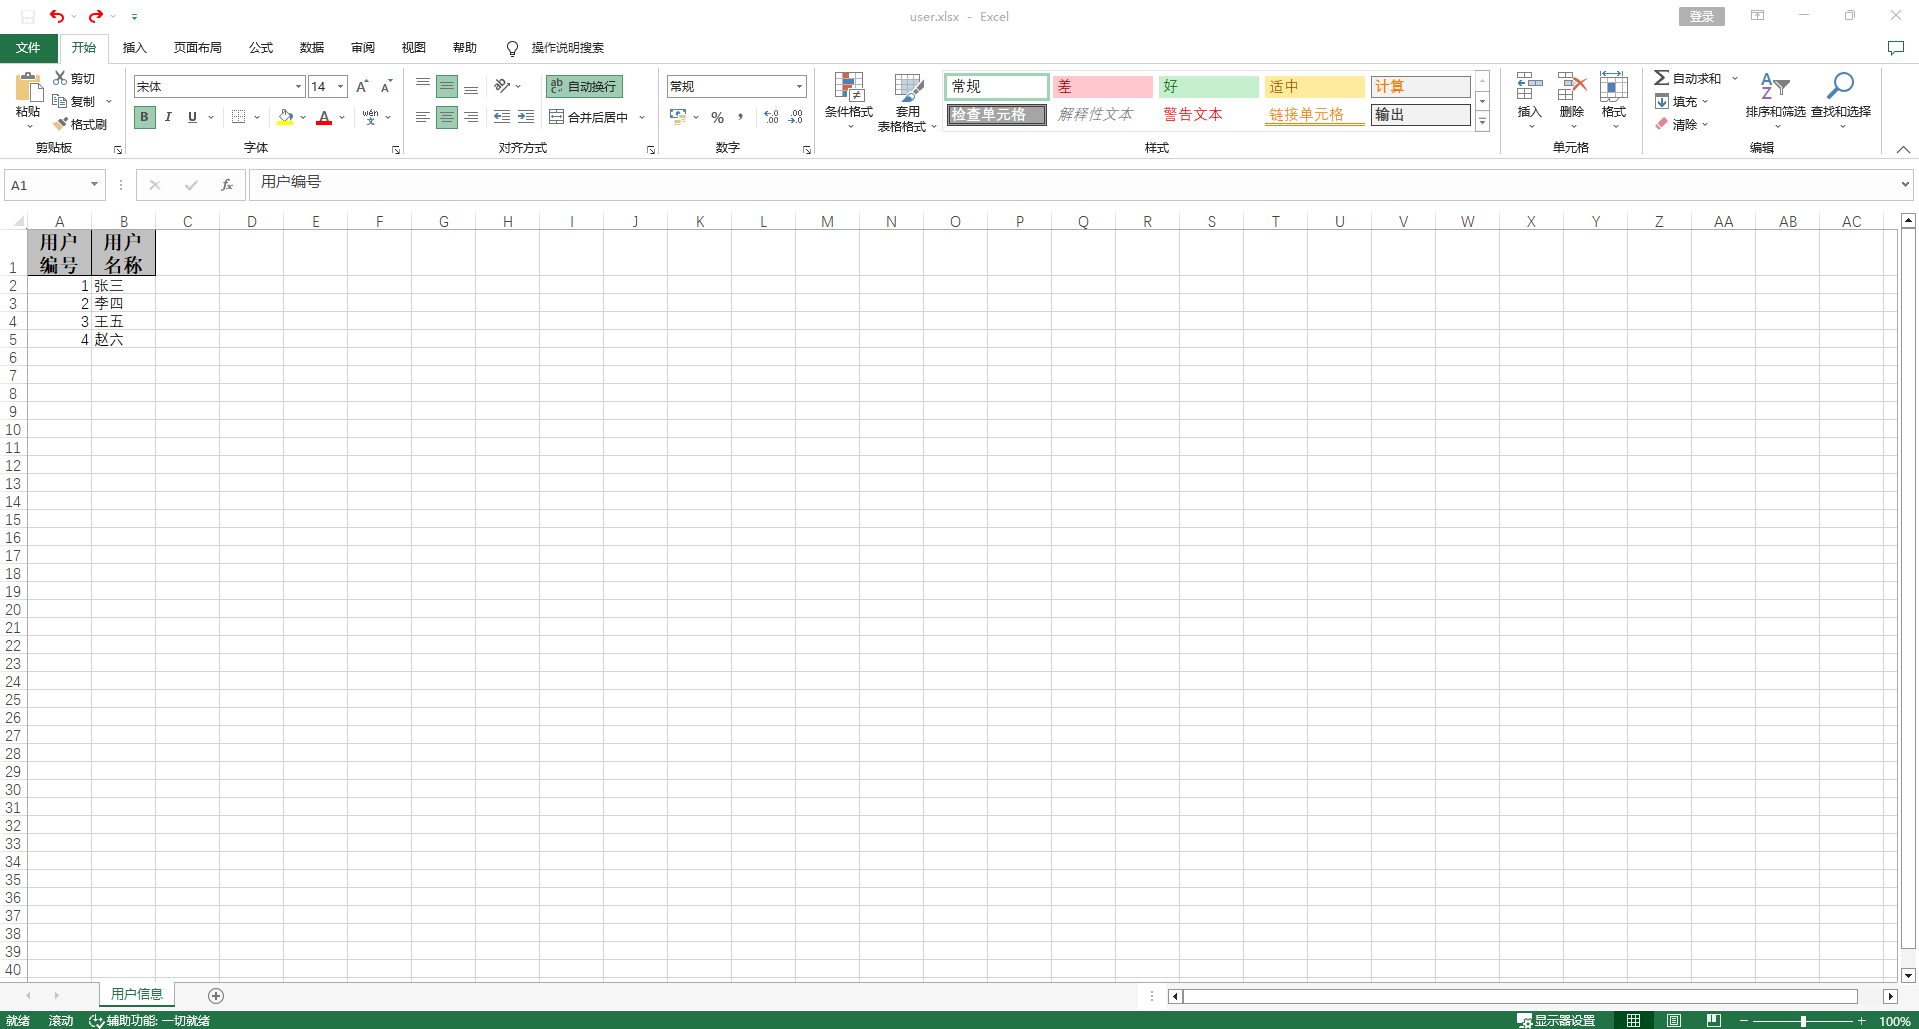 user.xlsx - Excel
登录
文件 开始 插入 页面布局 公式 数据 审阅 视图 帮助 操作说明搜索
粘贴 剪切 复制 格式刷 剪贴板
宋体 14 A A B I U A wén 文 字体
ab 自动换行 合并后居中 对齐方式
常规 % , .00 .00 数字
条件格式 套用 表格格式
常规 差 好 适中 计算
检查单元格 解释性文本 警告文本 链接单元格 输出
样式
插入 删除 格式 单元格
自动求和 填充 清除 排序和筛选 查找和选择 编辑
A1 fx 用户编号
A B C D E F G H I J K L M N O P Q R S T U V W X Y Z AA AB AC
用户 用户
1 编号 名称
2 1 张三
3 2 李四
4 3 王五
5 4 赵六
6
7
8
9
10
11
12
13
14
15
16
17
18
19
20
21
22
23
24
25
26
27
28
29
30
31
32
33
34
35
36
37
38
39
40
用户信息
就绪 滚动 辅助功能: 一切就绪 显示器设置 100%